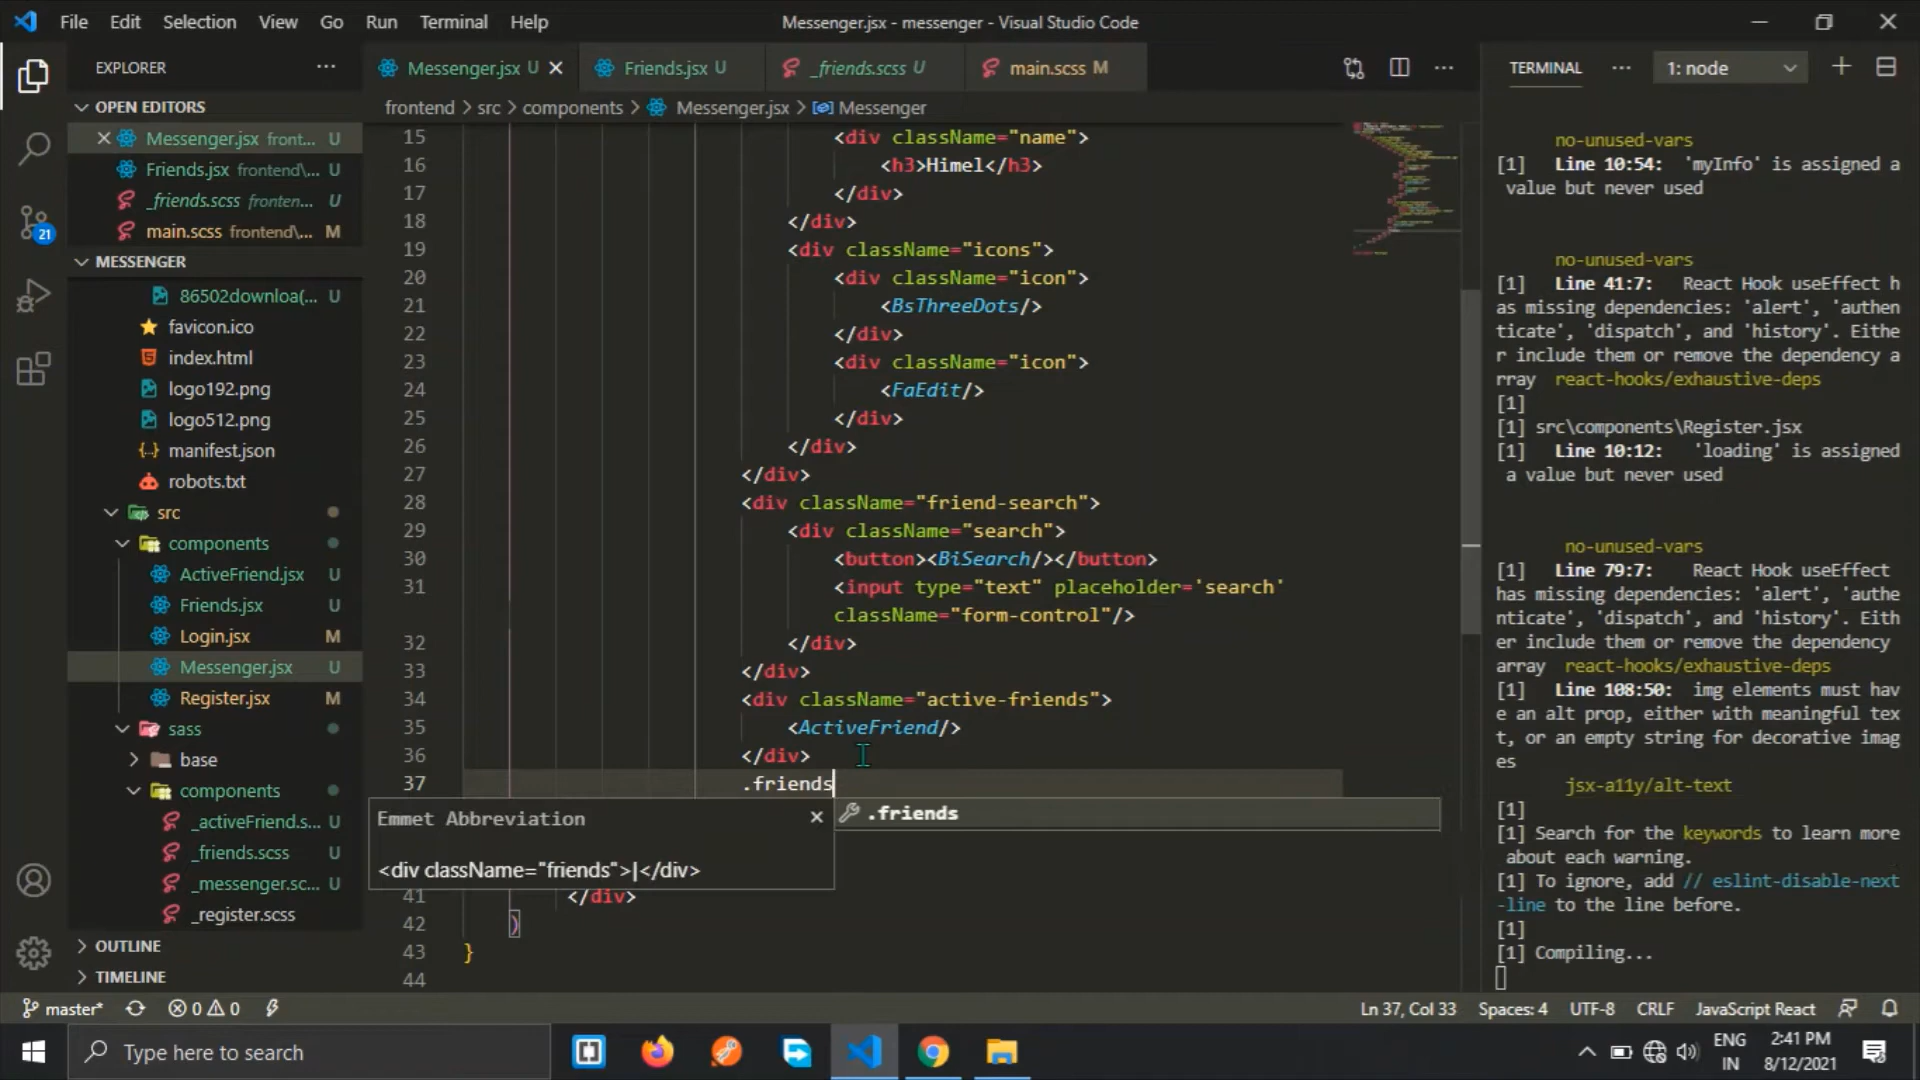 File Edit Selection View Go Run Terminal Help
Messenger.jsx - messenger - Visual Studio Code
EXPLORER
OPEN EDITORS
Messenger.jsx front... U
Friends.jsx frontend\... U
_friends.scss fronten... U
main.scss frontend\... M
MESSENGER
86502downloa(... U
favicon.ico
index.html
logo192.png
logo512.png
manifest.json
robots.txt
src
components
ActiveFriend.jsx U
Friends.jsx U
Login.jsx M
Messenger.jsx U
Register.jsx M
sass
base
components
_activeFriend.s... U
_friends.scss U
_messenger.sc... U
_register.scss
OUTLINE
TIMELINE
21
Messenger.jsx U Friends.jsx U _friends.scss U main.scss M
frontend > src > components > Messenger.jsx > Messenger
15 <div className="name">
16 <h3>Himel</h3>
17 </div>
18 </div>
19 <div className="icons">
20 <div className="icon">
21 <BsThreeDots/>
22 </div>
23 <div className="icon">
24 <FaEdit/>
25 </div>
26 </div>
27 </div>
28 <div className="friend-search">
29 <div className="search">
30 <button><BiSearch/></button>
31 <input type="text" placeholder='search'
className="form-control"/>
32 </div>
33 </div>
34 <div className="active-friends">
35 <ActiveFriend/>
36 </div>
37 .friends
Emmet Abbreviation
<div className="friends">|</div>
.friends
41 </div>
42 )
43 }
44
TERMINAL ... 1: node
no-unused-vars
[1] Line 10:54: 'myInfo' is assigned a
value but never used
no-unused-vars
[1] Line 41:7: React Hook useEffect h
as missing dependencies: 'alert', 'authen
ticate', 'dispatch', and 'history'. Eithe
r include them or remove the dependency a
rray react-hooks/exhaustive-deps
[1]
[1] src\components\Register.jsx
[1] Line 10:12: 'loading' is assigned
a value but never used
no-unused-vars
[1] Line 79:7: React Hook useEffect
has missing dependencies: 'alert', 'authe
nticate', 'dispatch', and 'history'. Eith
er include them or remove the dependency
array react-hooks/exhaustive-deps
[1] Line 108:50: img elements must hav
e an alt prop, either with meaningful tex
t, or an empty string for decorative imag
es
jsx-a11y/alt-text
[1]
[1] Search for the keywords to learn more
about each warning.
[1] To ignore, add // eslint-disable-next
-line to the line before.
[1]
[1] Compiling...
master* 0 0 Ln 37, Col 33 Spaces: 4 UTF-8 CRLF JavaScript React
Type here to search
ENG
IN
2:41 PM
8/12/2021